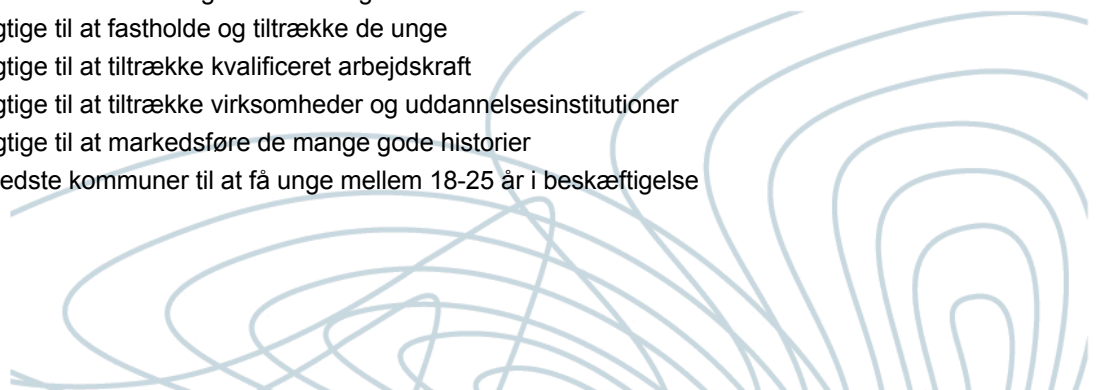 gtige til at fastholde og tiltrække de unge
gtige til at tiltrække kvalificeret arbejdskraft
gtige til at tiltrække virksomheder og uddannelsesinstitutioner
gtige til at markedsføre de mange gode historier
edste kommuner til at få unge mellem 18-25 år i beskæftigelse